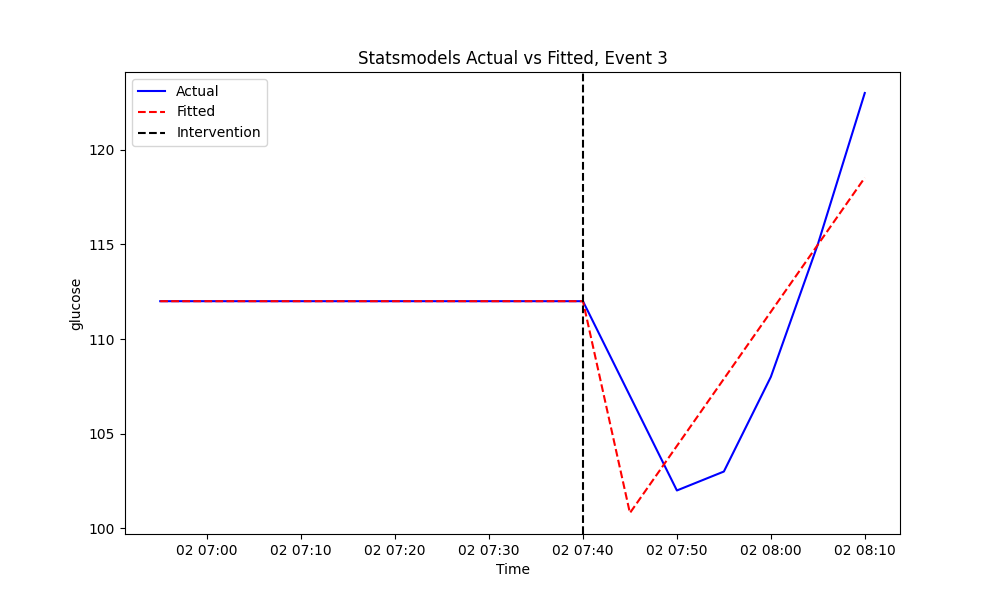 Statsmodels Actual vs Fitted, Event 3
Actual
Fitted
Intervention
120
115
110
105
100
glucose
02 07:00 02 07:10 02 07:20 02 07:30 02 07:40 02 07:50 02 08:00 02 08:10
Time